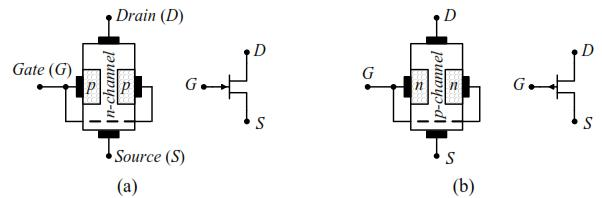 Drain (D)
Gate (G)
p
n-channel
p
Source (S)
G
D
S
(a)
D
G
n
p-channel
n
S
G
D
S
(b)